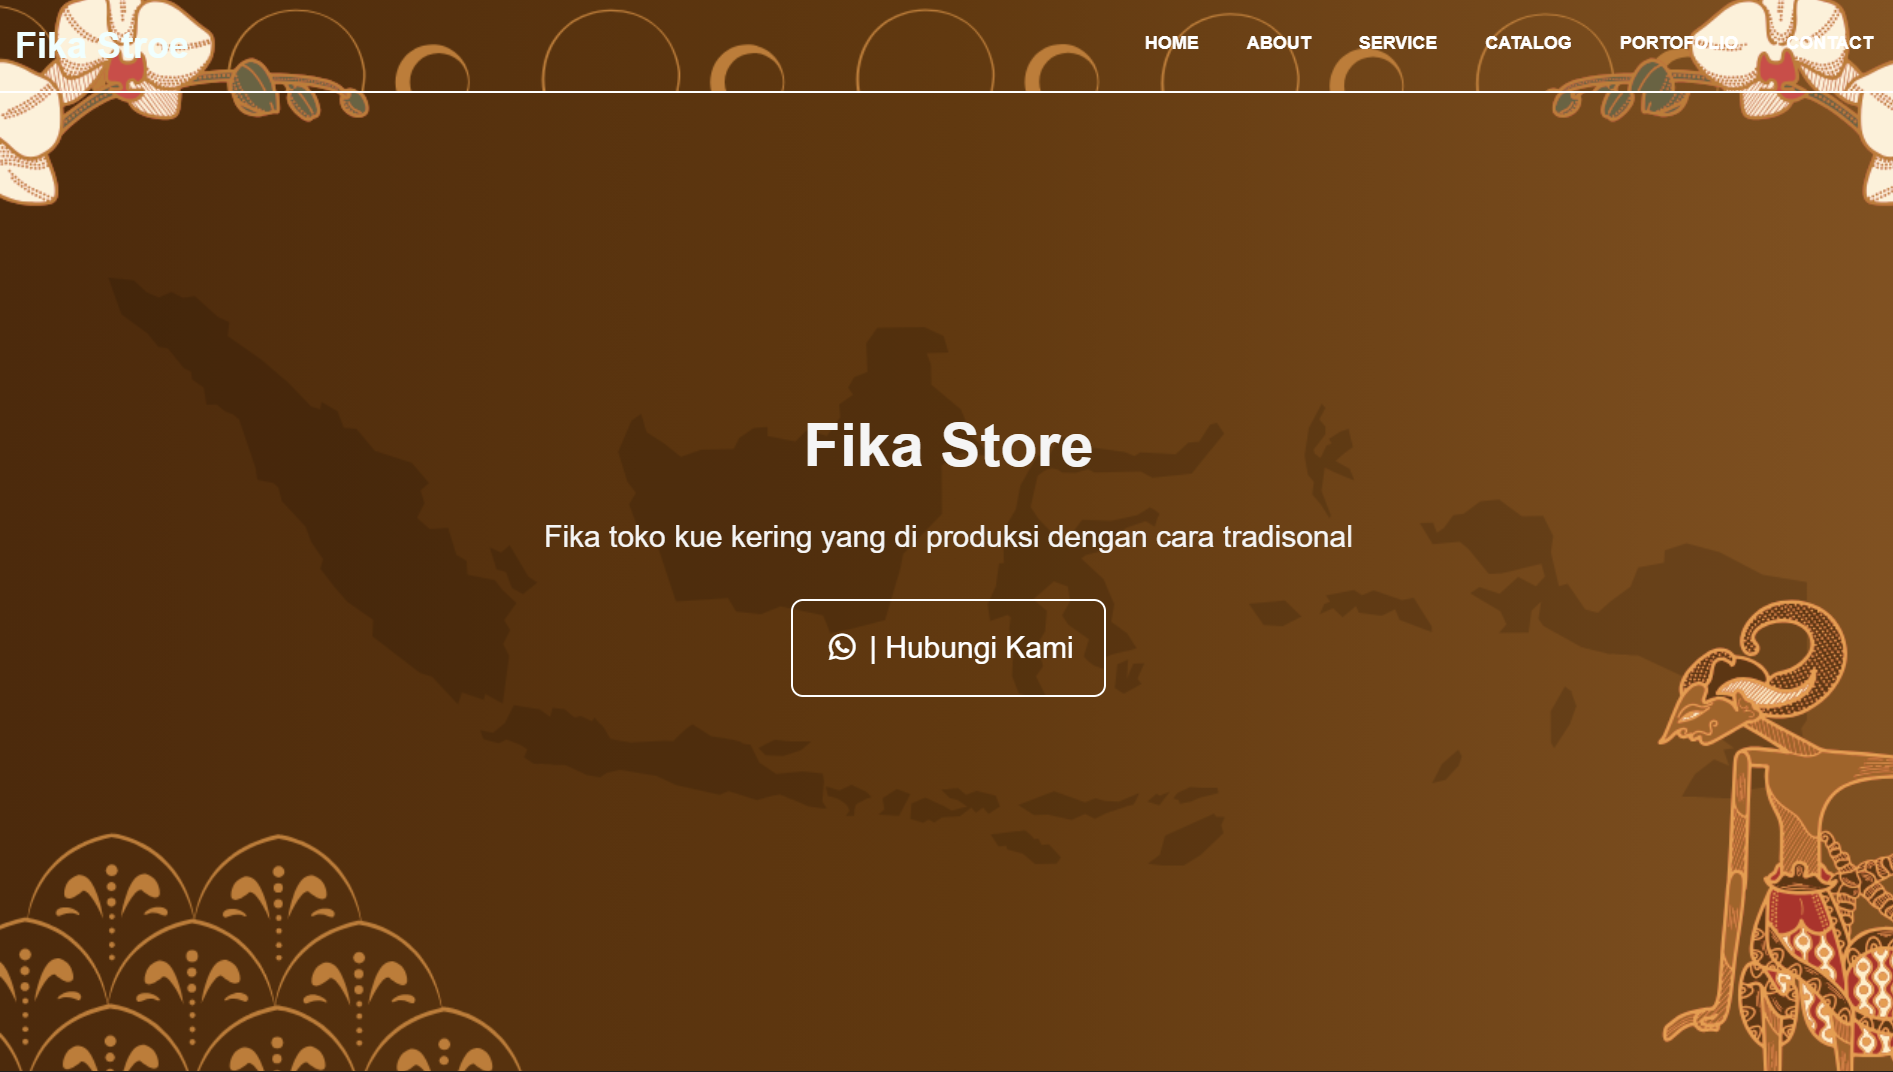 Fika Stroe
HOME ABOUT SERVICE CATALOG PORTOFOLIO CONTACT
Fika Store
Fika toko kue kering yang di produksi dengan cara tradisonal
| Hubungi Kami